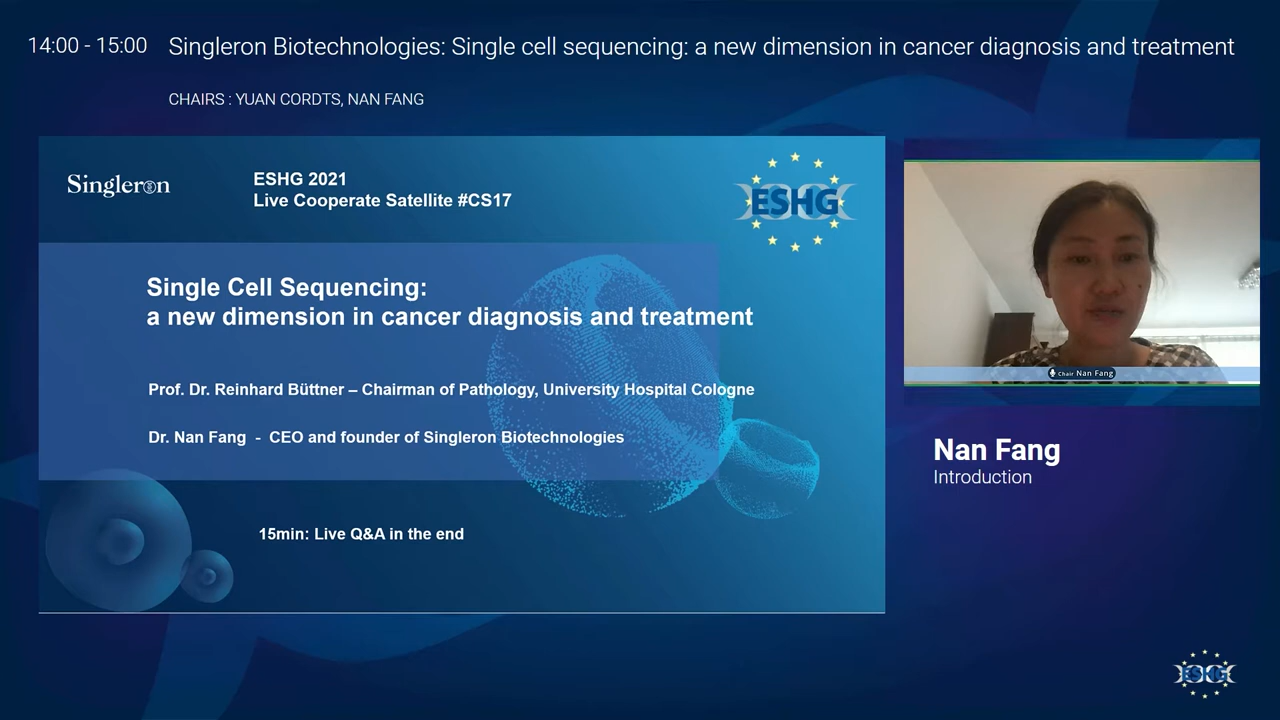 14:00 - 15:00 Singleron Biotechnologies: Single cell sequencing: a new dimension in cancer diagnosis and treatment
CHAIRS : YUAN CORDTS, NAN FANG
Singleron
ESHG 2021
Live Cooperate Satellite #CS17
ESHG
Single Cell Sequencing:
a new dimension in cancer diagnosis and treatment
Prof. Dr. Reinhard Büttner – Chairman of Pathology, University Hospital Cologne
Dr. Nan Fang - CEO and founder of Singleron Biotechnologies
15min: Live Q&A in the end
Chair Nan Fang
Nan Fang
Introduction
ESHG